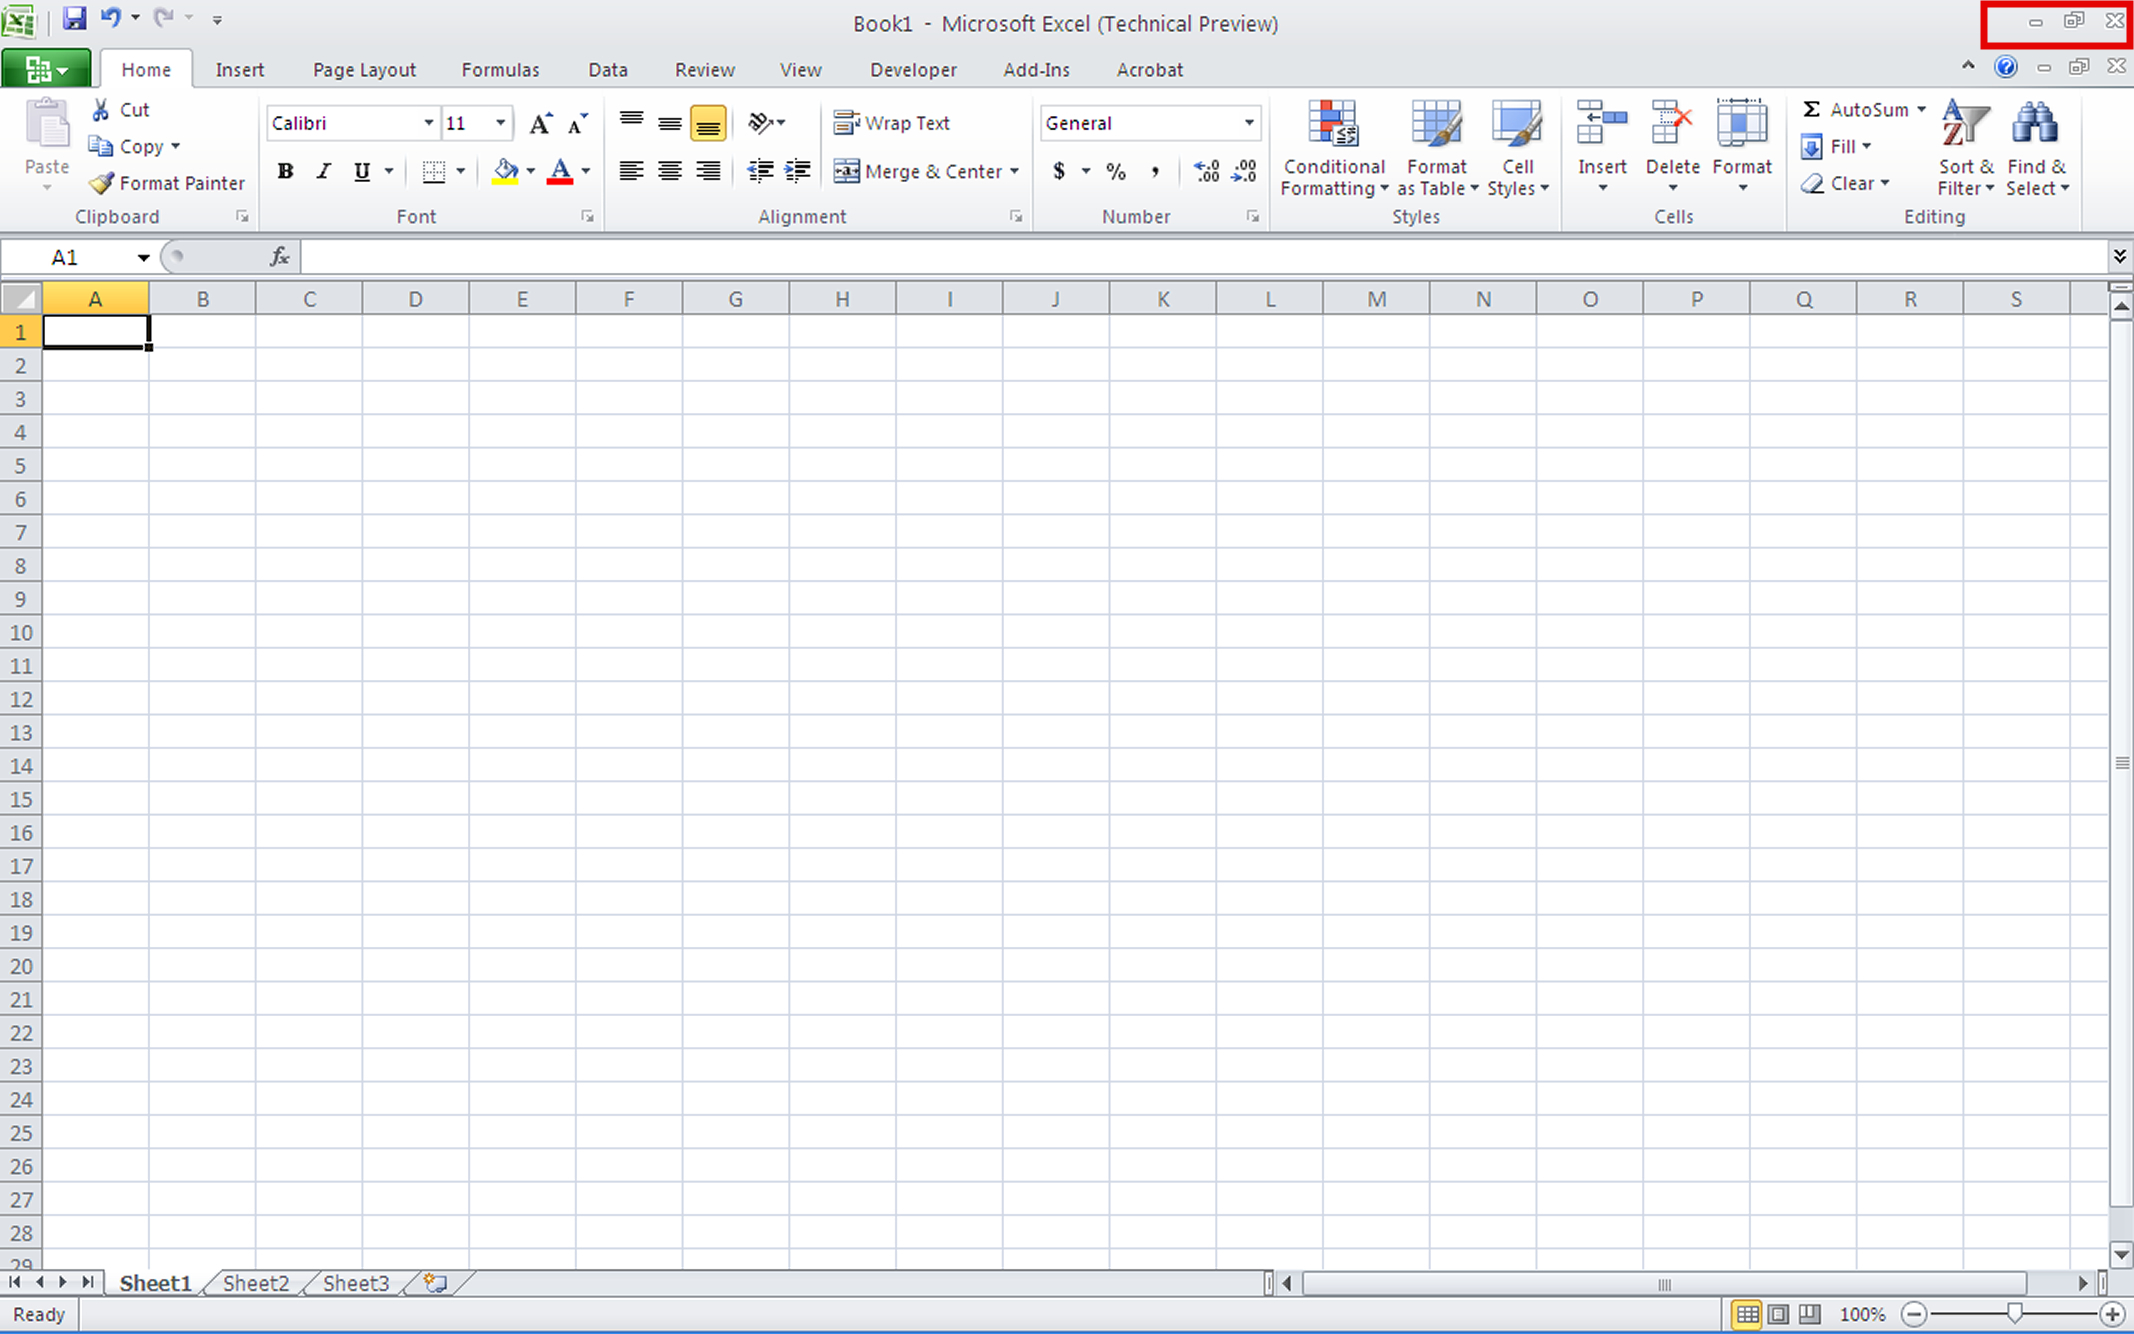 Book1 - Microsoft Excel (Technical Preview)
Home Insert Page Layout Formulas Data Review View Developer Add-Ins Acrobat
Paste
Cut
Copy
Format Painter
Clipboard
Calibri 11
B I U
Font
Wrap Text
Merge & Center
Alignment
General
$ % ,
Number
Conditional Formatting
Format as Table
Cell Styles
Styles
Insert Delete Format
Cells
Σ AutoSum
Fill
Clear
Sort & Filter
Find & Select
Editing
A1 fx
A B C D E F G H I J K L M N O P Q R S
1
2
3
4
5
6
7
8
9
10
11
12
13
14
15
16
17
18
19
20
21
22
23
24
25
26
27
28
29
Sheet1 Sheet2 Sheet3
Ready 100%